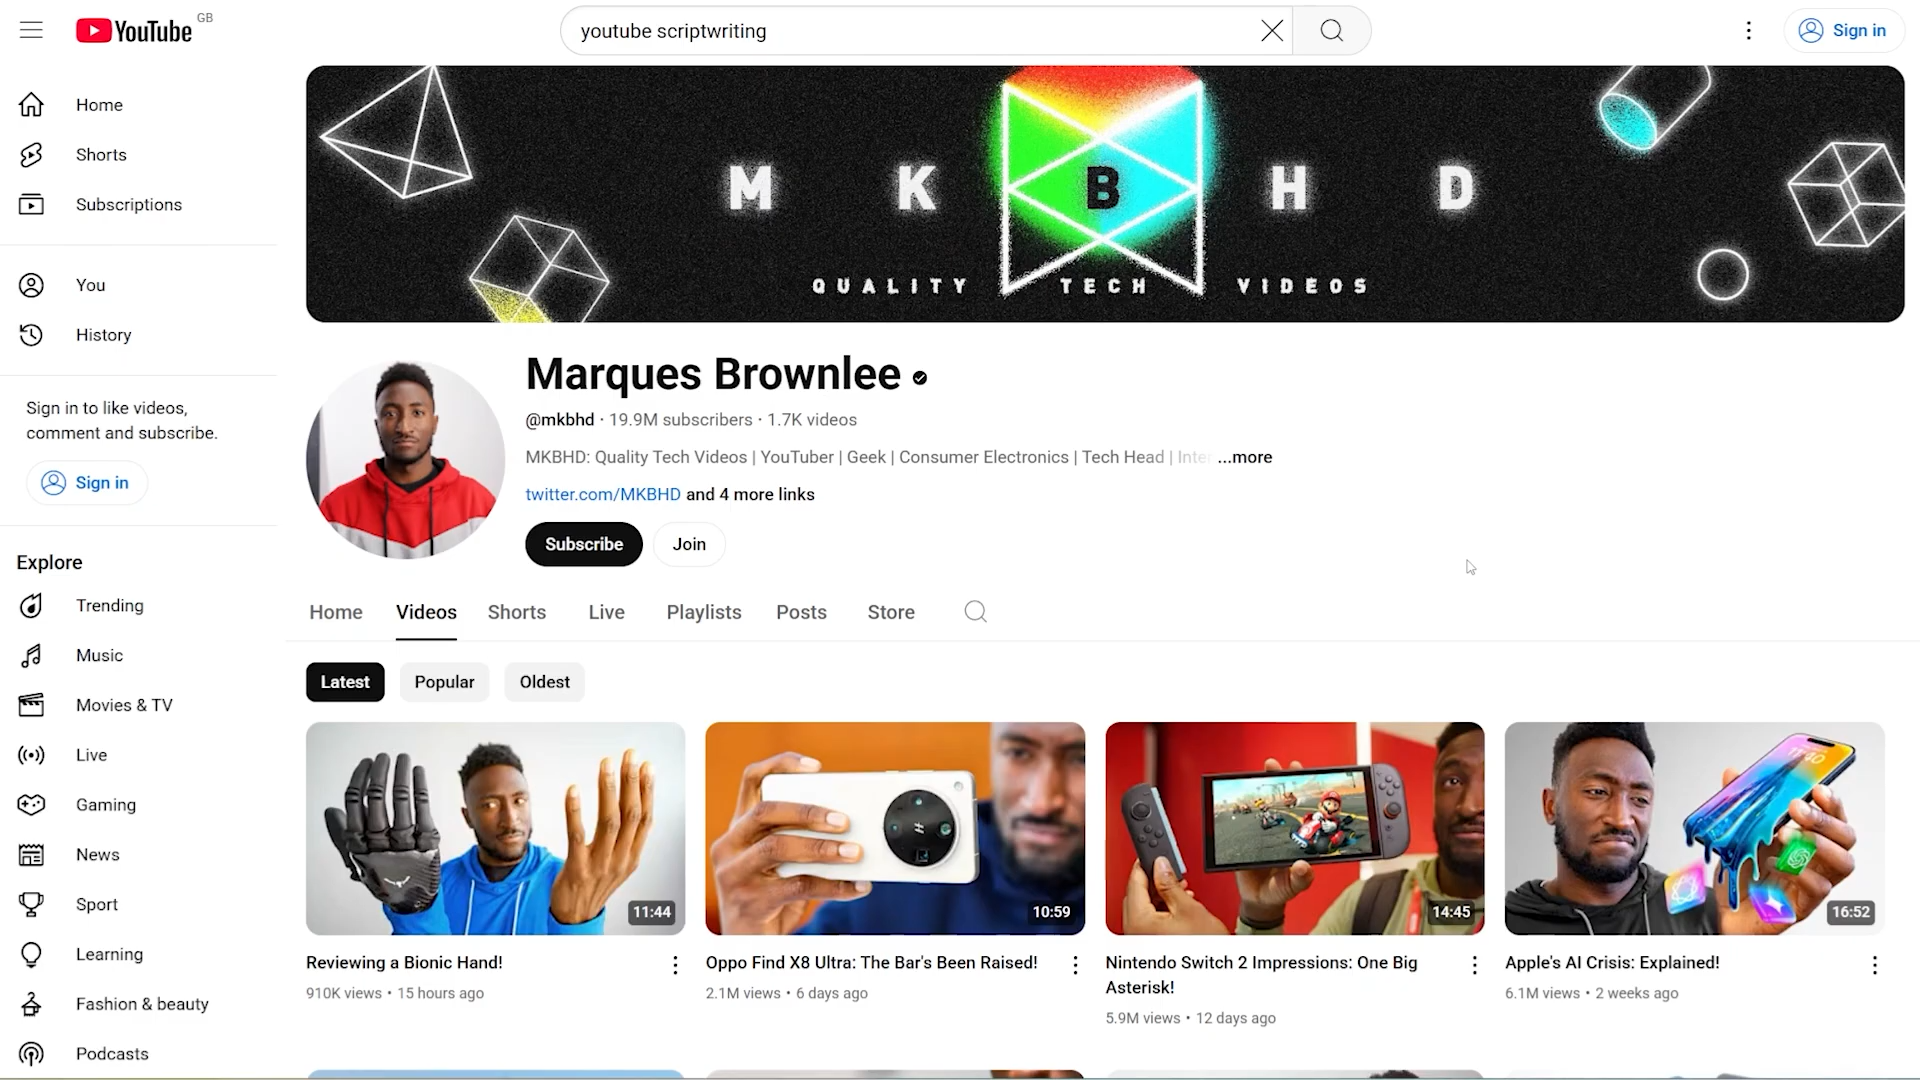 YouTube
GB
youtube scriptwriting
Sign in
Home
Shorts
Subscriptions
You
History
Sign in to like videos,
comment and subscribe.
Sign in
Explore
Trending
Music
Movies & TV
Live
Gaming
News
Sport
Learning
Fashion & beauty
Podcasts
M K B H D
QUALITY TECH VIDEOS
Marques Brownlee
@mkbhd · 19.9M subscribers · 1.7K videos
MKBHD: Quality Tech Videos | YouTuber | Geek | Consumer Electronics | Tech Head | Inte ...more
twitter.com/MKBHD and 4 more links
Subscribe
Join
Home Videos Shorts Live Playlists Posts Store
Latest Popular Oldest
11:44
Reviewing a Bionic Hand!
910K views • 15 hours ago
10:59
Oppo Find X8 Ultra: The Bar's Been Raised!
2.1M views • 6 days ago
14:45
Nintendo Switch 2 Impressions: One Big
Asterisk!
5.9M views • 12 days ago
16:52
Apple's AI Crisis: Explained!
6.1M views • 2 weeks ago